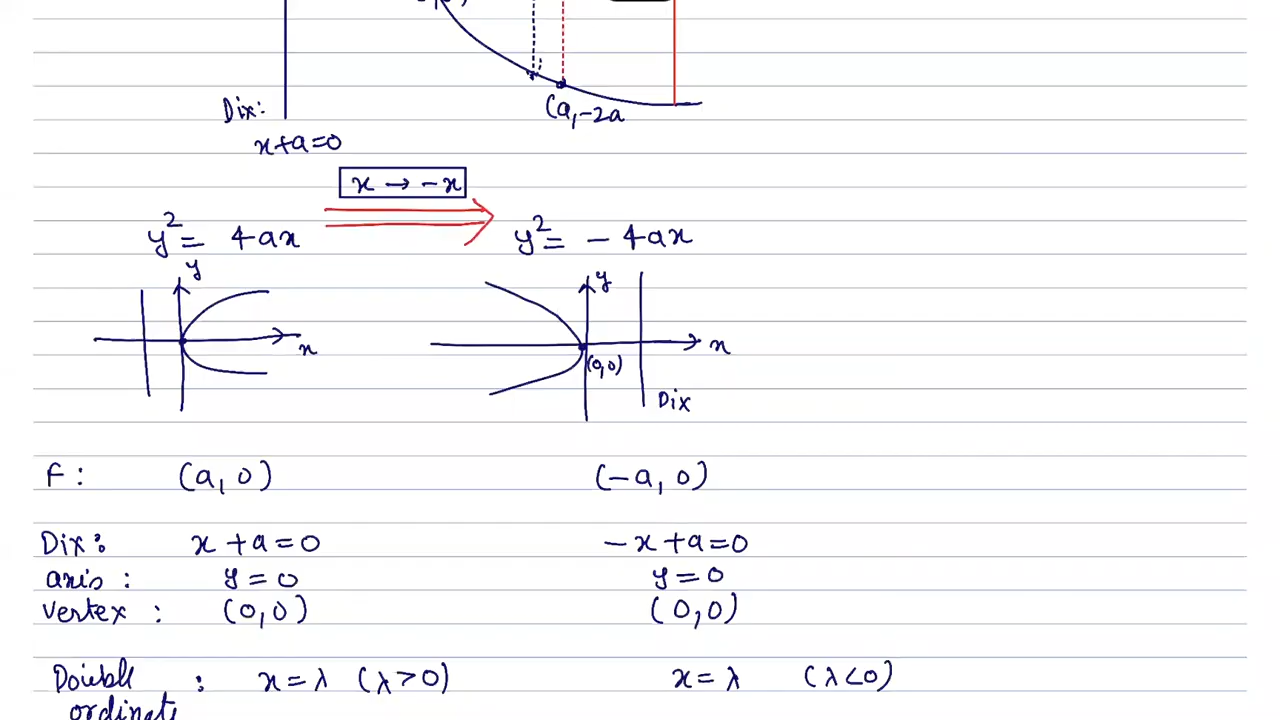 Dix:
(a, -2a
x+a=0
x → -x
y² = 4ax
y² = - 4ax
y
y
x
x
(0,0)
Dix
F : (a, 0) (-a, 0)
Dix: x + a = 0 -x + a = 0
axis : y = 0 y = 0
vertex : (0,0) (0,0)
Double : x = λ (λ > 0) x = λ (λ < 0)
ordinate